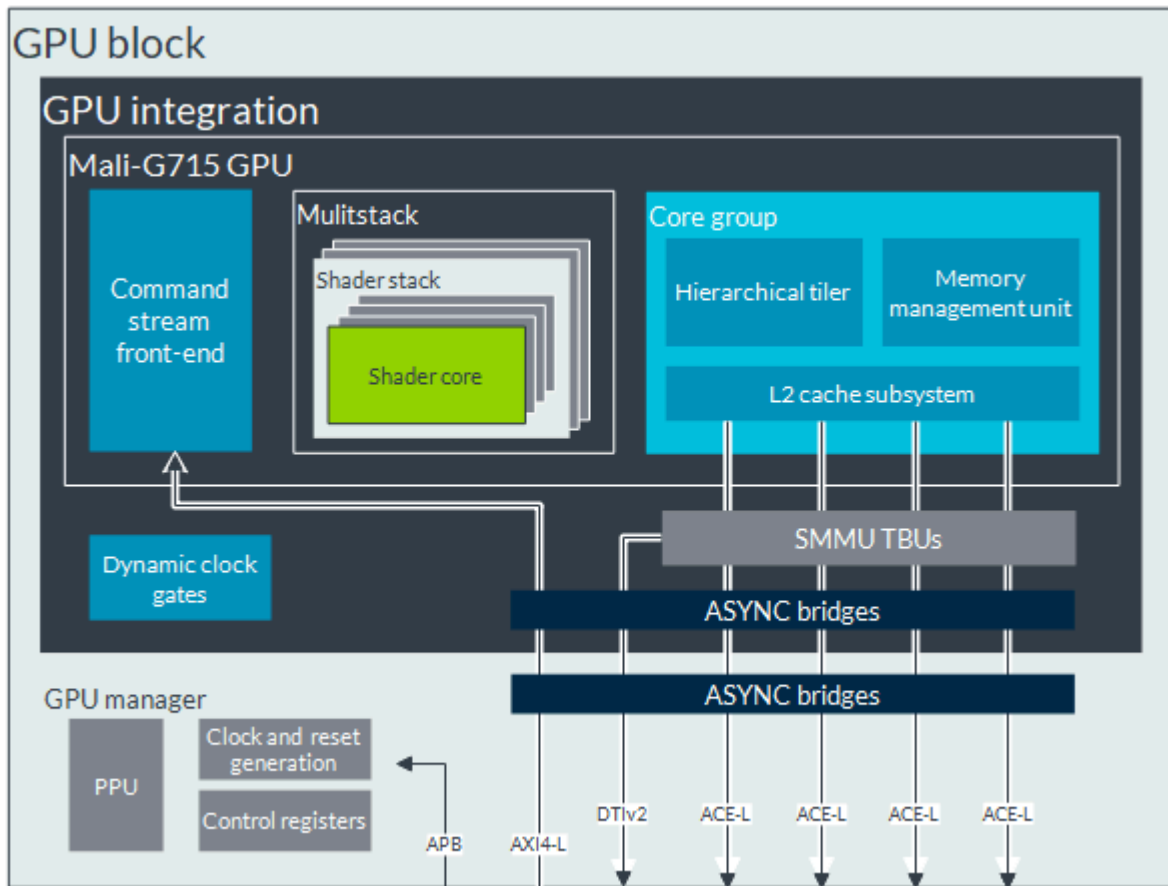 GPU block
GPU integration
Mali-G715 GPU
Command
stream
front-end
Mulitstack
Shader stack
Shader core
Core group
Hierarchical tiler
Memory
management unit
L2 cache subsystem
SMMU TBUs
Dynamic clock
gates
ASYNC bridges
ASYNC bridges
GPU manager
PPU
Clock and reset
generation
Control registers
APB
AXI4-L
DTIv2
ACE-L
ACE-L
ACE-L
ACE-L